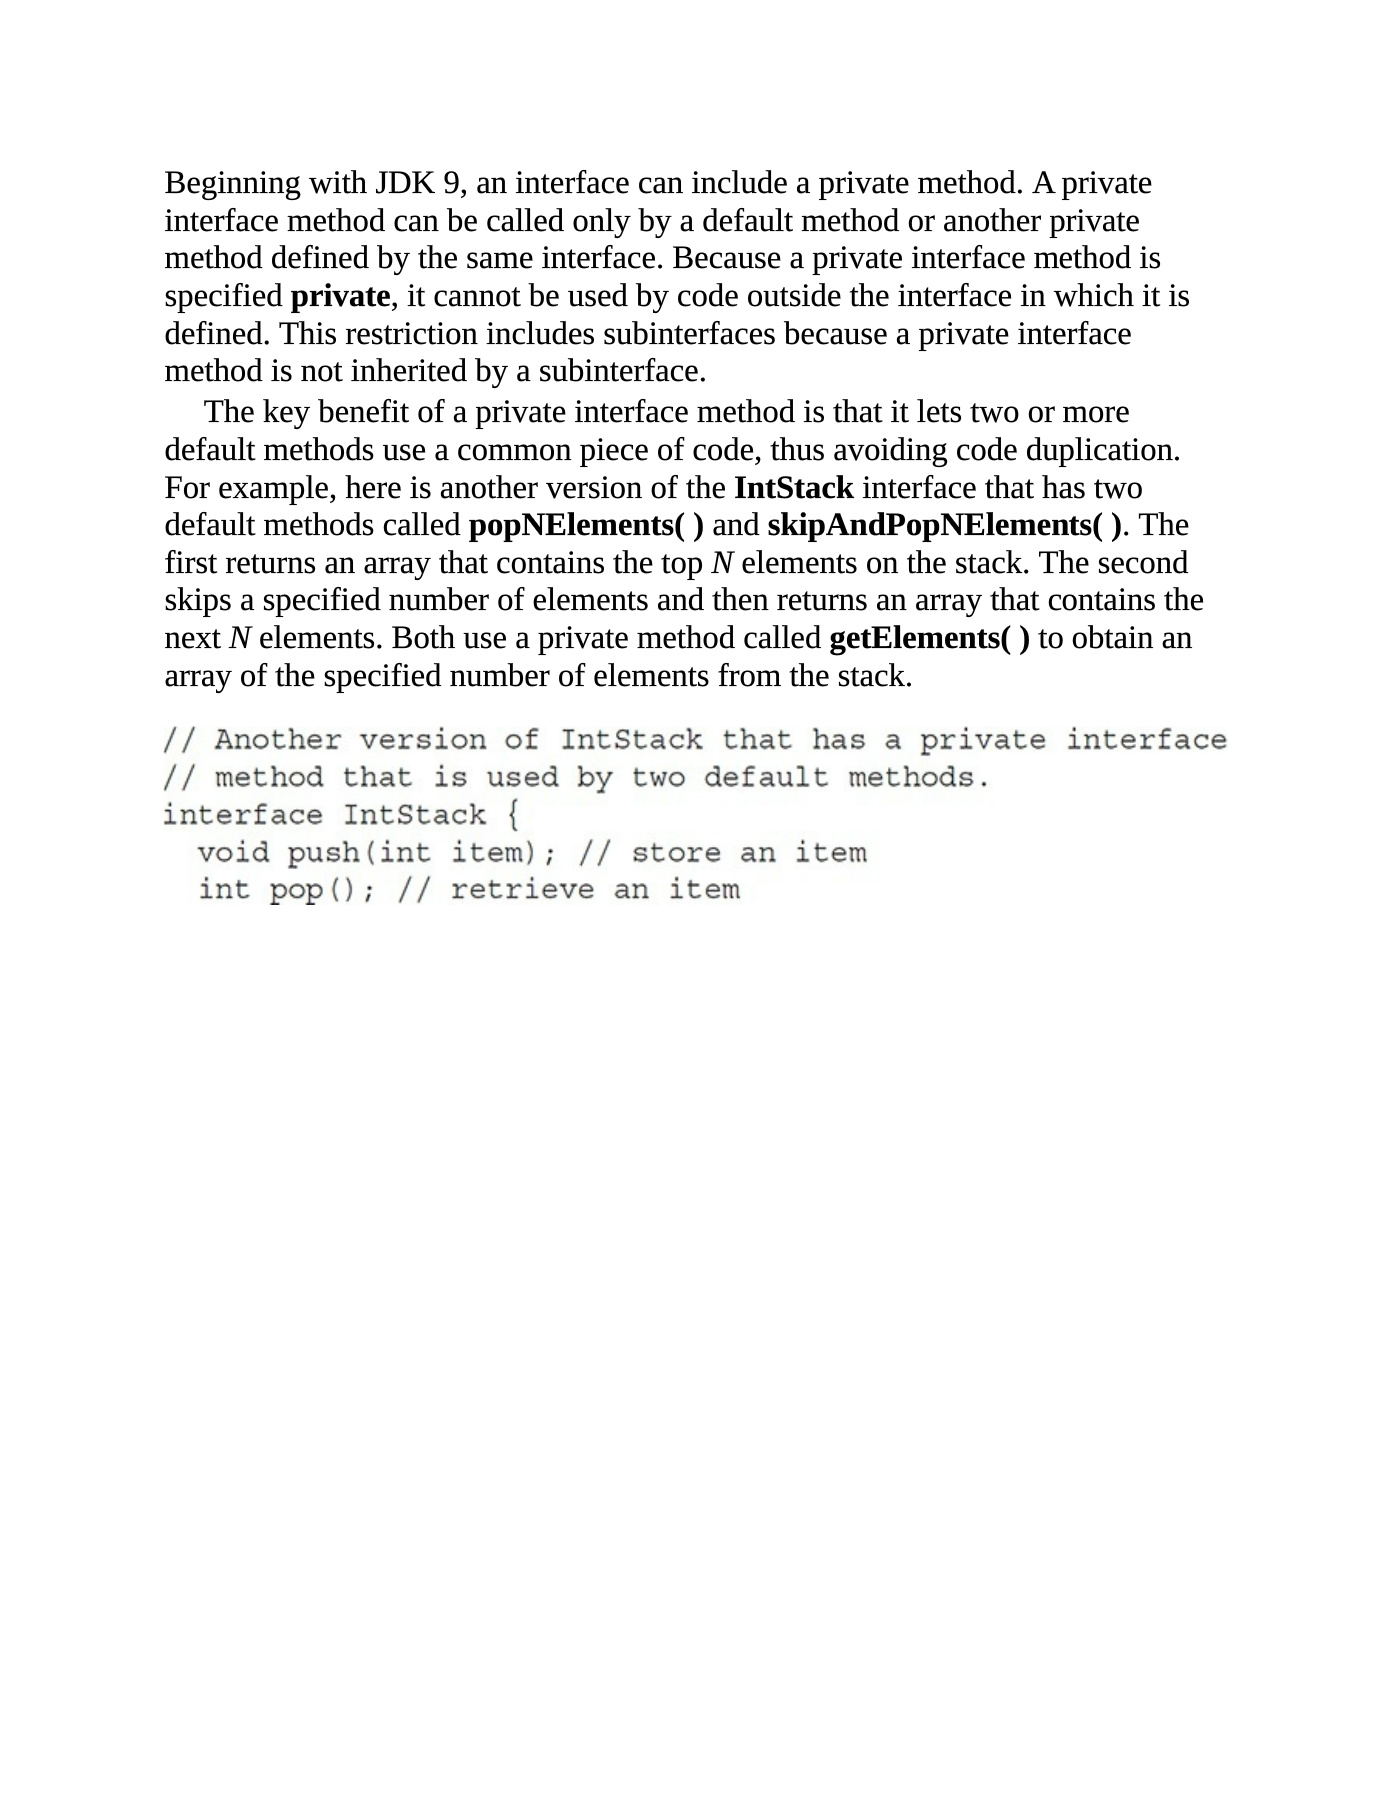 Beginning with JDK 9, an interface can include a private method. A private
interface method can be called only by a default method or another private
method defined by the same interface. Because a private interface method is
specified private, it cannot be used by code outside the interface in which it is
defined. This restriction includes subinterfaces because a private interface
method is not inherited by a subinterface.
The key benefit of a private interface method is that it lets two or more
default methods use a common piece of code, thus avoiding code duplication.
For example, here is another version of the IntStack interface that has two
default methods called popNElements( ) and skipAndPopNElements( ). The
first returns an array that contains the top N elements on the stack. The second
skips a specified number of elements and then returns an array that contains the
next N elements. Both use a private method called getElements( ) to obtain an
array of the specified number of elements from the stack.
// Another version of IntStack that has a private interface
// method that is used by two default methods.
interface IntStack {
  void push(int item); // store an item
  int pop(); // retrieve an item